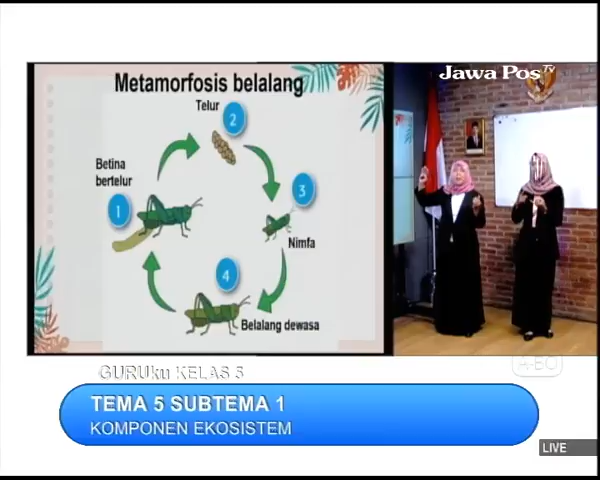 Jawa Pos TV
Metamorfosis belalang
Telur
2
Betina
bertelur
3
1
Nimfa
4
Belalang dewasa
GURUku KELAS 5
TEMA 5 SUBTEMA 1
KOMPONEN EKOSISTEM
LIVE